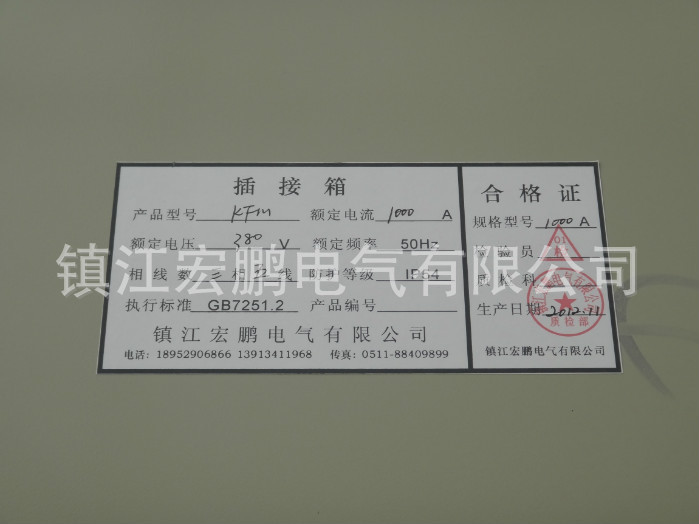 插接箱
产品型号 KFM 额定电流 1000 A
额定电压 380 V 额定频率 50Hz
相线数 三相 线 防护等级 IP54
执行标准 GB7251.2 产品编号
镇江宏鹏电气有限公司
电话：18952906866 13913411968 传真：0511-88409899
合格证
规格型号 1000 A
检验员 01
质检科
生产日期 2012.11
镇江宏鹏电气有限公司
质检部
镇江宏鹏电气有限公司